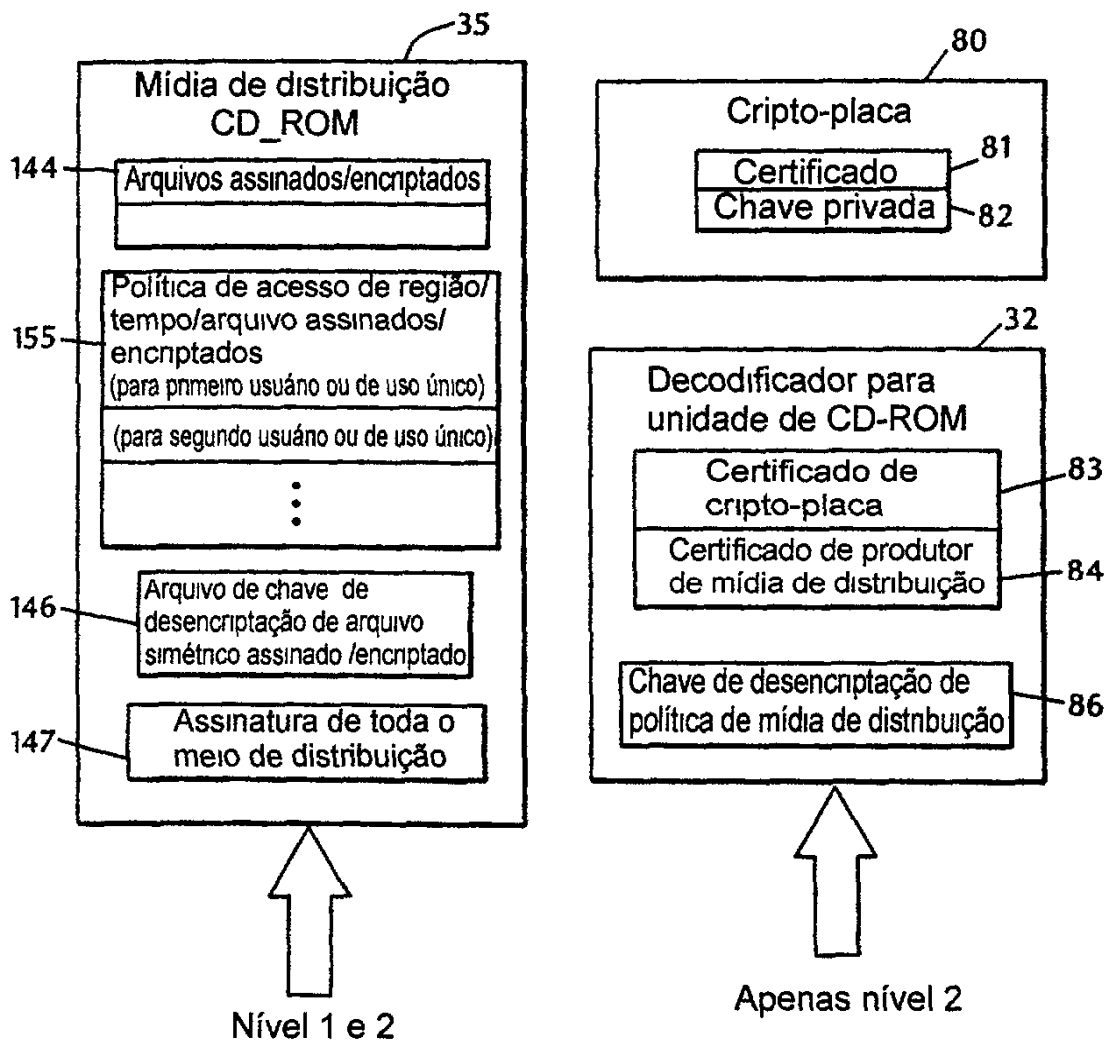 35
Mídia de distribuição
CD_ROM
144
Arquivos assinados/encriptados
Política de acesso de região/
tempo/arquivo assinados/
encriptados
(para primeiro usuário ou de uso único)
155
(para segundo usuário ou de uso único)
146
Arquivo de chave de
desencriptação de arquivo
simétrico assinado /encriptado
147
Assinatura de toda o
meio de distribuição
Nível 1 e 2
80
Cripto-placa
Certificado
81
Chave privada
82
32
Decodificador para
unidade de CD-ROM
Certificado de
cripto-placa
83
Certificado de produtor
de mídia de distribuição
84
Chave de desencriptação de
política de mídia de distribuição
86
Apenas nível 2